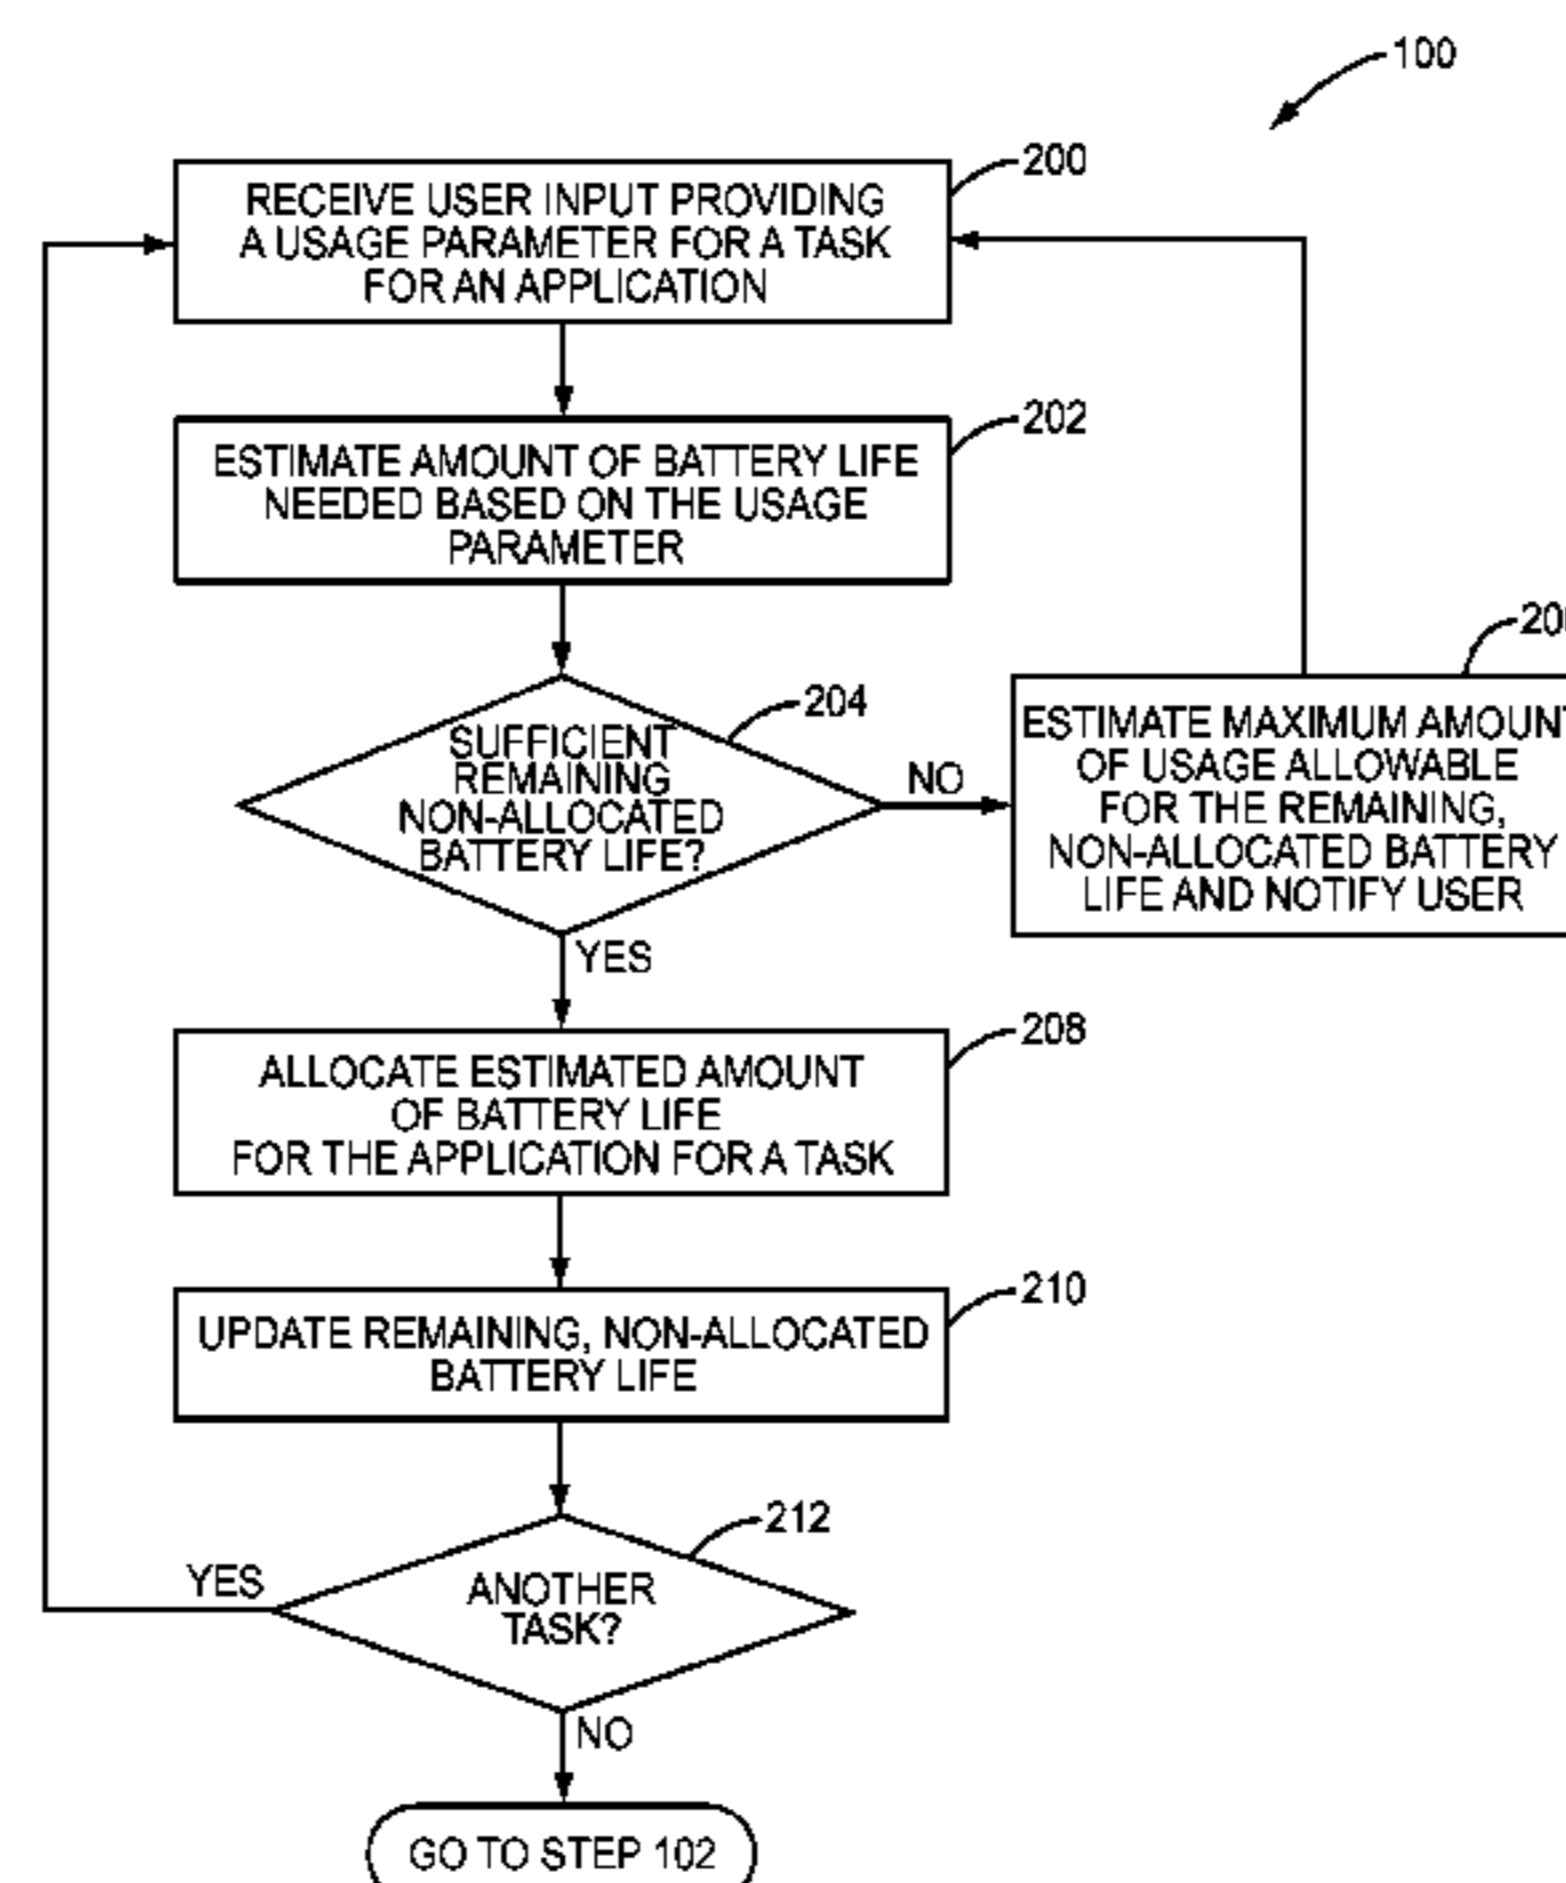 100
200
RECEIVE USER INPUT PROVIDING
A USAGE PARAMETER FOR A TASK
FOR AN APPLICATION
202
ESTIMATE AMOUNT OF BATTERY LIFE
NEEDED BASED ON THE USAGE
PARAMETER
204
SUFFICIENT
REMAINING
NON-ALLOCATED
BATTERY LIFE?
NO
YES
ESTIMATE MAXIMUM AMOUNT
OF USAGE ALLOWABLE
FOR THE REMAINING,
NON-ALLOCATED BATTERY
LIFE AND NOTIFY USER
208
ALLOCATE ESTIMATED AMOUNT
OF BATTERY LIFE
FOR THE APPLICATION FOR A TASK
210
UPDATE REMAINING, NON-ALLOCATED
BATTERY LIFE
212
ANOTHER
TASK?
YES
NO
GO TO STEP 102